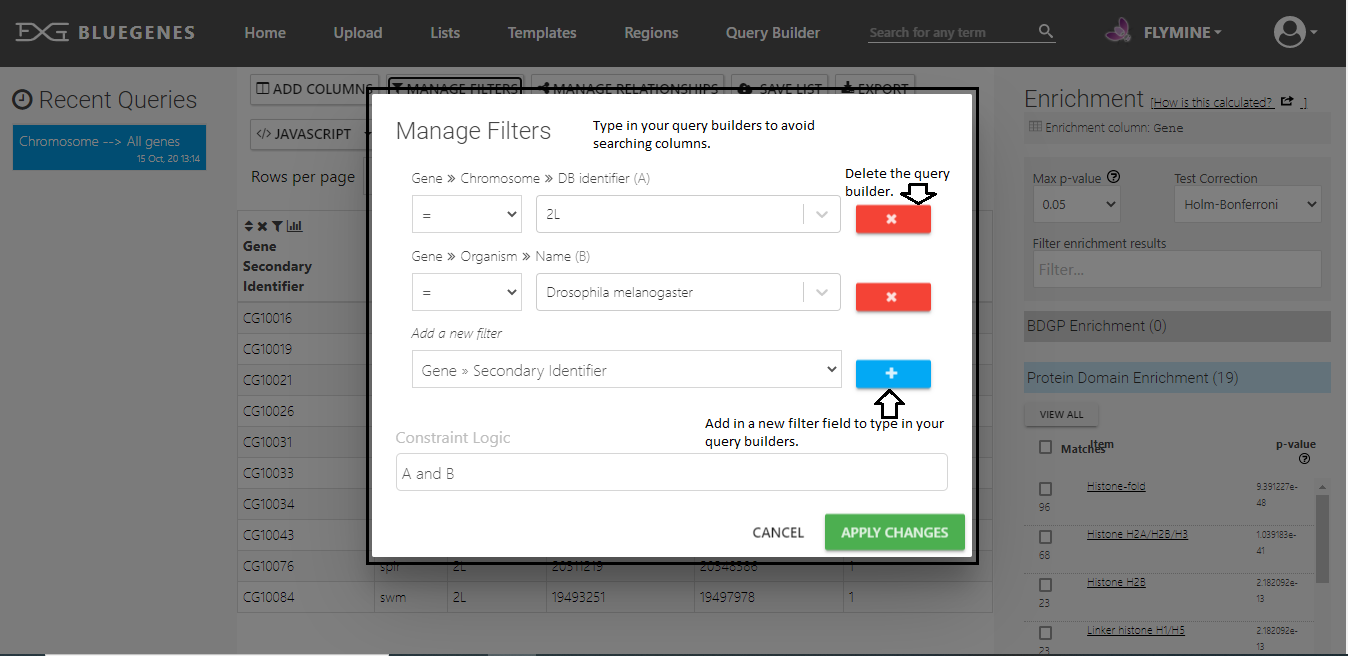 BLUEGENES
Home
Upload
Lists
Templates
Regions
Query Builder
Search for any term
FLYMINE
Recent Queries
Chromosome --> All genes
15 Oct, 20 13:14
ADD COLUMNS
MANAGE FILTERS
MANAGE RELATIONSHIPS
SAVE LIST
EXPORT
</> JAVASCRIPT
Rows per page
Gene
Secondary
Identifier
CG10016
CG10019
CG10021
CG10026
CG10031
CG10033
CG10034
CG10043
CG10076 spir 2L 20311219 20348386 1
CG10084 swm 2L 19493251 19497978 1
Manage Filters
Type in your query builders to avoid
searching columns.
Gene » Chromosome » DB identifier (A)
= 2L
Delete the query
builder.
Gene » Organism » Name (B)
= Drosophila melanogaster
Add a new filter
Gene » Secondary Identifier
Add in a new filter field to type in your
query builders.
Constraint Logic
A and B
CANCEL
APPLY CHANGES
Enrichment [How is this calculated? ]
Enrichment column: Gene
Max p-value
Test Correction
0.05
Holm-Bonferroni
Filter enrichment results
Filter...
BDGP Enrichment (0)
Protein Domain Enrichment (19)
VIEW ALL
Matches Item p-value
Histone-fold 9.391227e-
96 48
Histone H2A/H2B/H3 1.039183e-
68 41
Histone H2B 2.182092e-
23 13
Linker histone H1/H5 2.182092e-
23 13